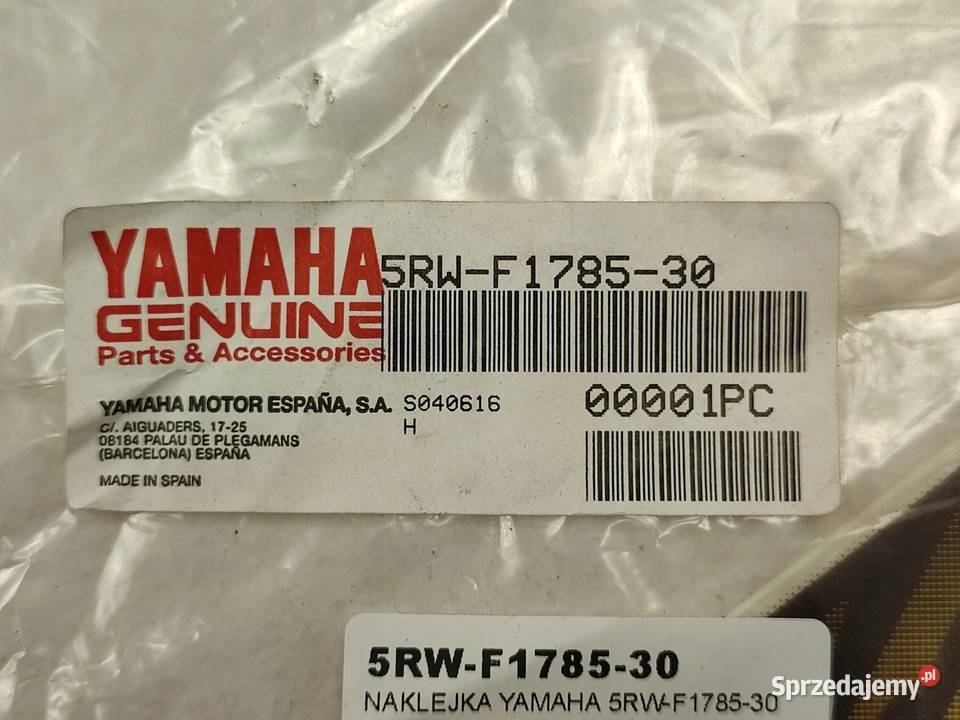 YAMAHA
GENUINE
Parts & Accessories
5RW-F1785-30
YAMAHA MOTOR ESPAÑA, S.A.
C/. AIGUADERS, 17-25
08184 PALAU DE PLEGAMANS
(BARCELONA) ESPAÑA
MADE IN SPAIN
S040616
H
00001PC
5RW-F1785-30
NAKLEJKA YAMAHA 5RW-F1785-30
Sprzedajemy.pl